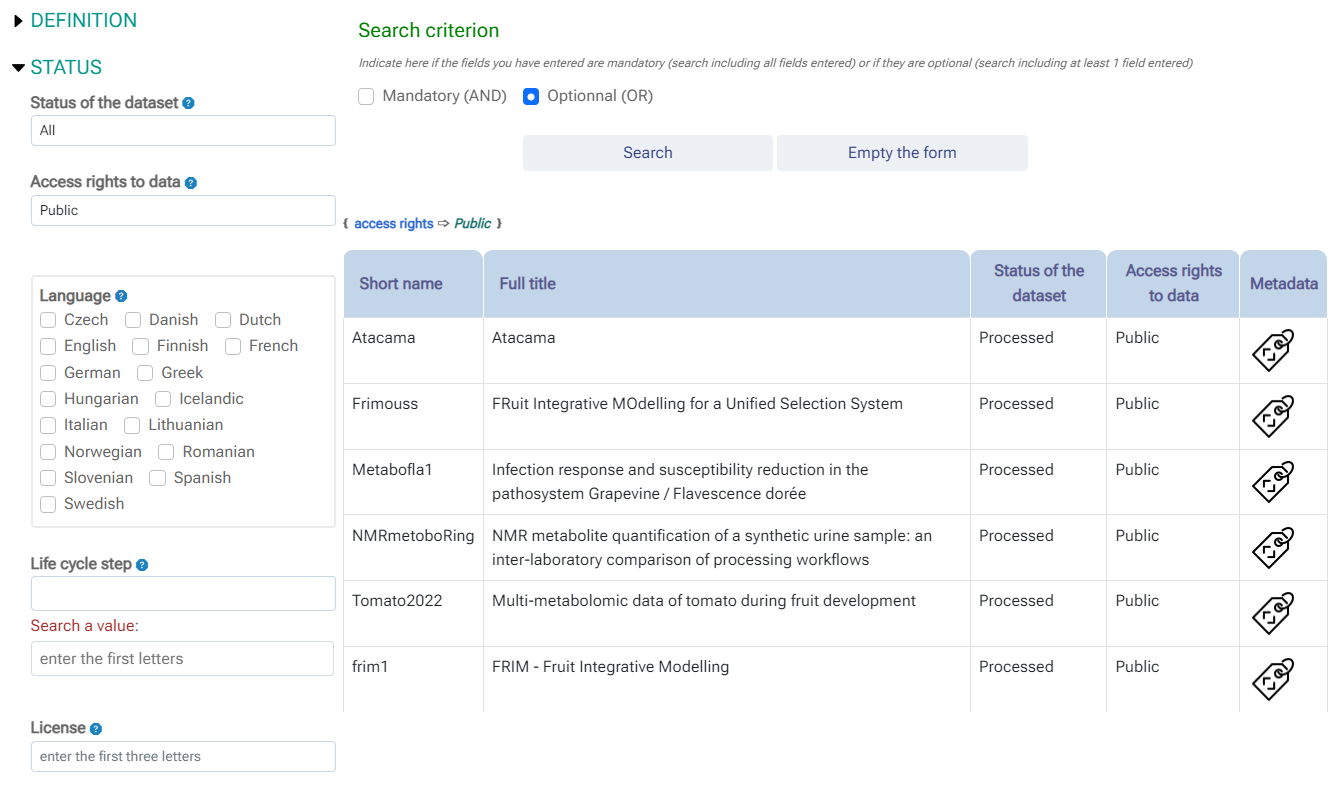 DEFINITION
STATUS
Status of the dataset ?
All
Access rights to data ?
Public
Language ?
Czech Danish Dutch
English Finnish French
German Greek
Hungarian Icelandic
Italian Lithuanian
Norwegian Romanian
Slovenian Spanish
Swedish
Life cycle step ?
Search a value:
enter the first letters
License ?
enter the first three letters
Search criterion
Indicate here if the fields you have entered are mandatory (search including all fields entered) or if they are optional (search including at least 1 field entered)
Mandatory (AND) Optionnal (OR)
Search Empty the form
{ access rights ⇨ Public }
Short name Full title Status of the dataset Access rights to data Metadata
Atacama Atacama Processed Public
Frimouss FRuit Integrative MOdelling for a Unified Selection System Processed Public
Metabofla1 Infection response and susceptibility reduction in the Processed Public
pathosystem Grapevine / Flavescence dorée
NMRmetoboRing NMR metabolite quantification of a synthetic urine sample: an Processed Public
inter-laboratory comparison of processing workflows
Tomato2022 Multi-metabolomic data of tomato during fruit development Processed Public
frim1 FRIM - Fruit Integrative Modelling Processed Public